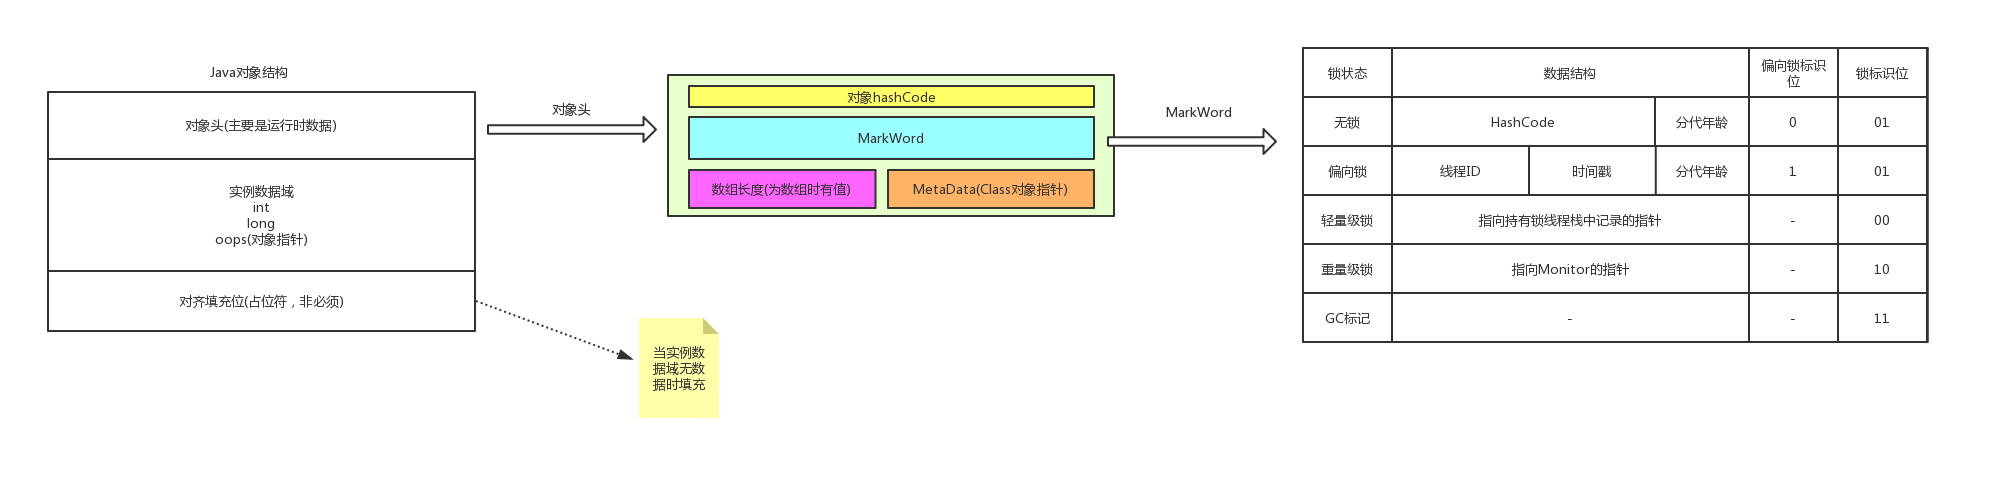 Java对象结构
对象头(主要是运行时数据)
实例数据域
int
long
oops(对象指针)
对齐填充位(占位符，非必须)
对象头
对象hashCode
MarkWord
数组长度(为数组时有值)
MetaData(Class对象指针)
当实例数
据域无数
据时填充
MarkWord
锁状态
数据结构
偏向锁标识
位
锁标识位
无锁
HashCode
分代年龄
0
01
偏向锁
线程ID
时间戳
分代年龄
1
01
轻量级锁
指向持有锁线程栈中记录的指针
-
00
重量级锁
指向Monitor的指针
-
10
GC标记
-
-
11